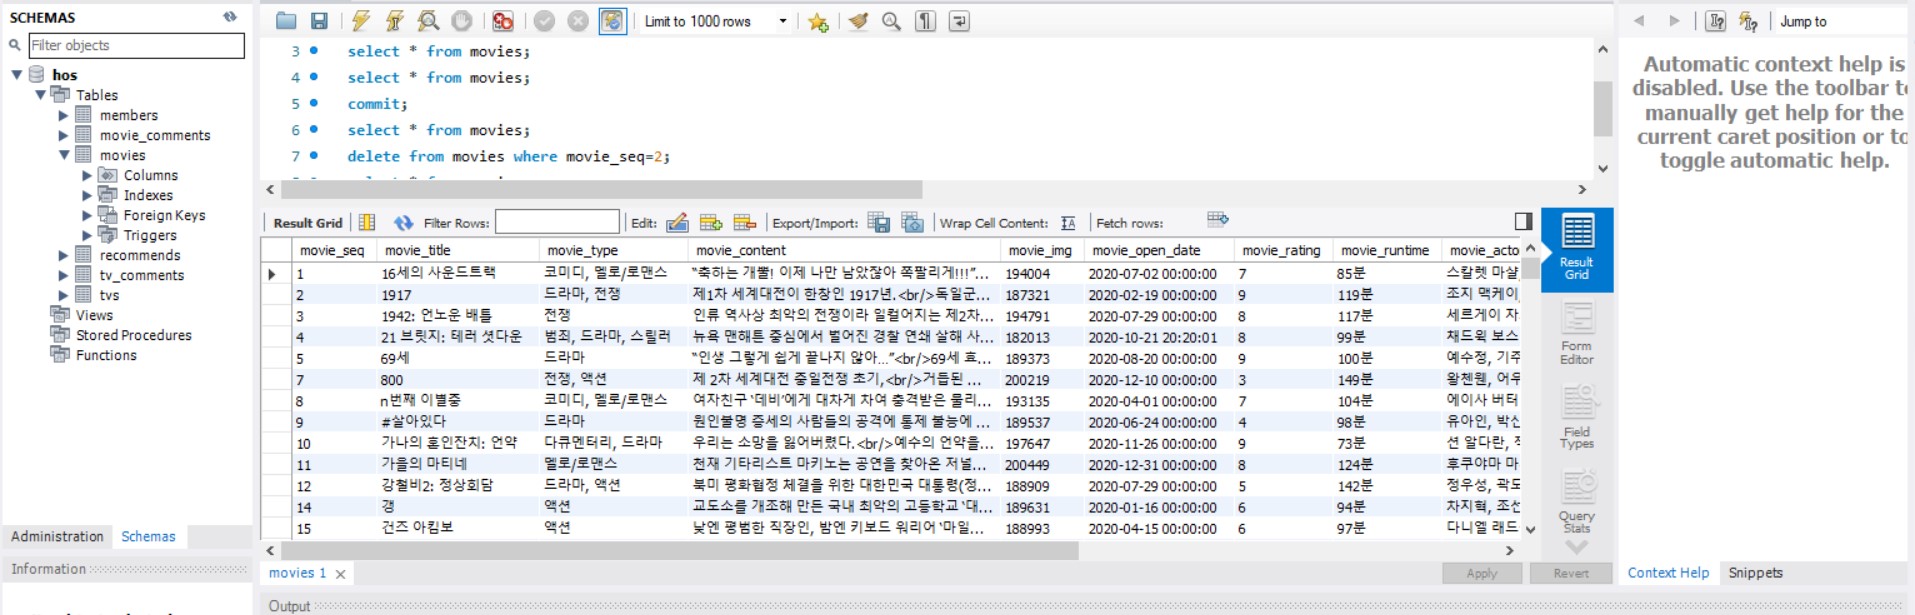 SCHEMAS
Filter objects
hos
Tables
members
movie_comments
movies
Columns
Indexes
Foreign Keys
Triggers
recommends
tv_comments
tvs
Views
Stored Procedures
Functions
Administration Schemas
Information
Limit to 1000 rows
3 select * from movies;
4 select * from movies;
5 commit;
6 select * from movies;
7 delete from movies where movie_seq=2;
Result Grid Filter Rows: Edit: Export/Import: Wrap Cell Content: Fetch rows:
movie_seq movie_title movie_type movie_content movie_img movie_open_date movie_rating movie_runtime movie_acto
1 16세의 사운드트랙 코미디, 멜로/로맨스 “축하는 개뿔! 이제 나만 남았잖아 쪽팔리게!!!”... 194004 2020-07-02 00:00:00 7 85분 스칼렛 마샬,
2 1917 드라마, 전쟁 제1차 세계대전이 한창인 1917년.<br/>독일군... 187321 2020-02-19 00:00:00 9 119분 조지 맥케이,
3 1942: 언노운 배틀 전쟁 인류 역사상 최악의 전쟁이라 일컬어지는 제2차... 194791 2020-07-29 00:00:00 8 117분 세르게이 자
4 21 브릿지: 테러 셧다운 범죄, 드라마, 스릴러 뉴욕 맨해튼 중심에서 벌어진 경찰 연쇄 살해 사... 182013 2020-10-21 20:20:01 8 99분 채드윅 보스
5 69세 드라마 “인생 그렇게 쉽게 끝나지 않아...”<br/>69세 효... 189373 2020-08-20 00:00:00 9 100분 예수정, 기주
7 800 전쟁, 액션 제 2차 세계대전 중일전쟁 초기,<br/>거듭된 ... 200219 2020-12-10 00:00:00 3 149분 왕첸웬, 어우
8 n번째 이별중 코미디, 멜로/로맨스 여자친구 ‘데비’에게 대차게 차여 충격받은 물리... 193135 2020-04-01 00:00:00 7 104분 에이사 버터
9 #살아있다 드라마 원인불명 증세의 사람들의 공격에 통제 불능에 ... 189537 2020-06-24 00:00:00 4 98분 유아인, 박신
10 가나의 혼인잔치: 언약 다큐멘터리, 드라마 우리는 소망을 잃어버렸다.<br/>예수의 언약을... 197647 2020-11-26 00:00:00 9 73분 션 알다란,
11 가을의 마티네 멜로/로맨스 천재 기타리스트 마키노는 공연을 찾아온 저널... 200449 2020-12-31 00:00:00 8 124분 후쿠야마 마
12 강철비2: 정상회담 드라마, 액션 북미 평화협정 체결을 위한 대한민국 대통령(정... 188909 2020-07-29 00:00:00 5 142분 정우성, 곽도
14 갱 액션 교도소를 개조해 만든 국내 최악의 고등학교 ‘대... 189631 2020-01-16 00:00:00 6 94분 차지혁, 조선
15 건즈 아킴보 액션 낮엔 평범한 직장인, 밤엔 키보드 워리어 ‘마일... 188993 2020-04-15 00:00:00 6 97분 다니엘 래드
movies 1
Apply Revert
Output
Result
Grid
Form
Editor
Field
Types
Query
Stats
Jump to
Automatic context help is
disabled. Use the toolbar to
manually get help for the
current caret position or to
toggle automatic help.
Context Help Snippets